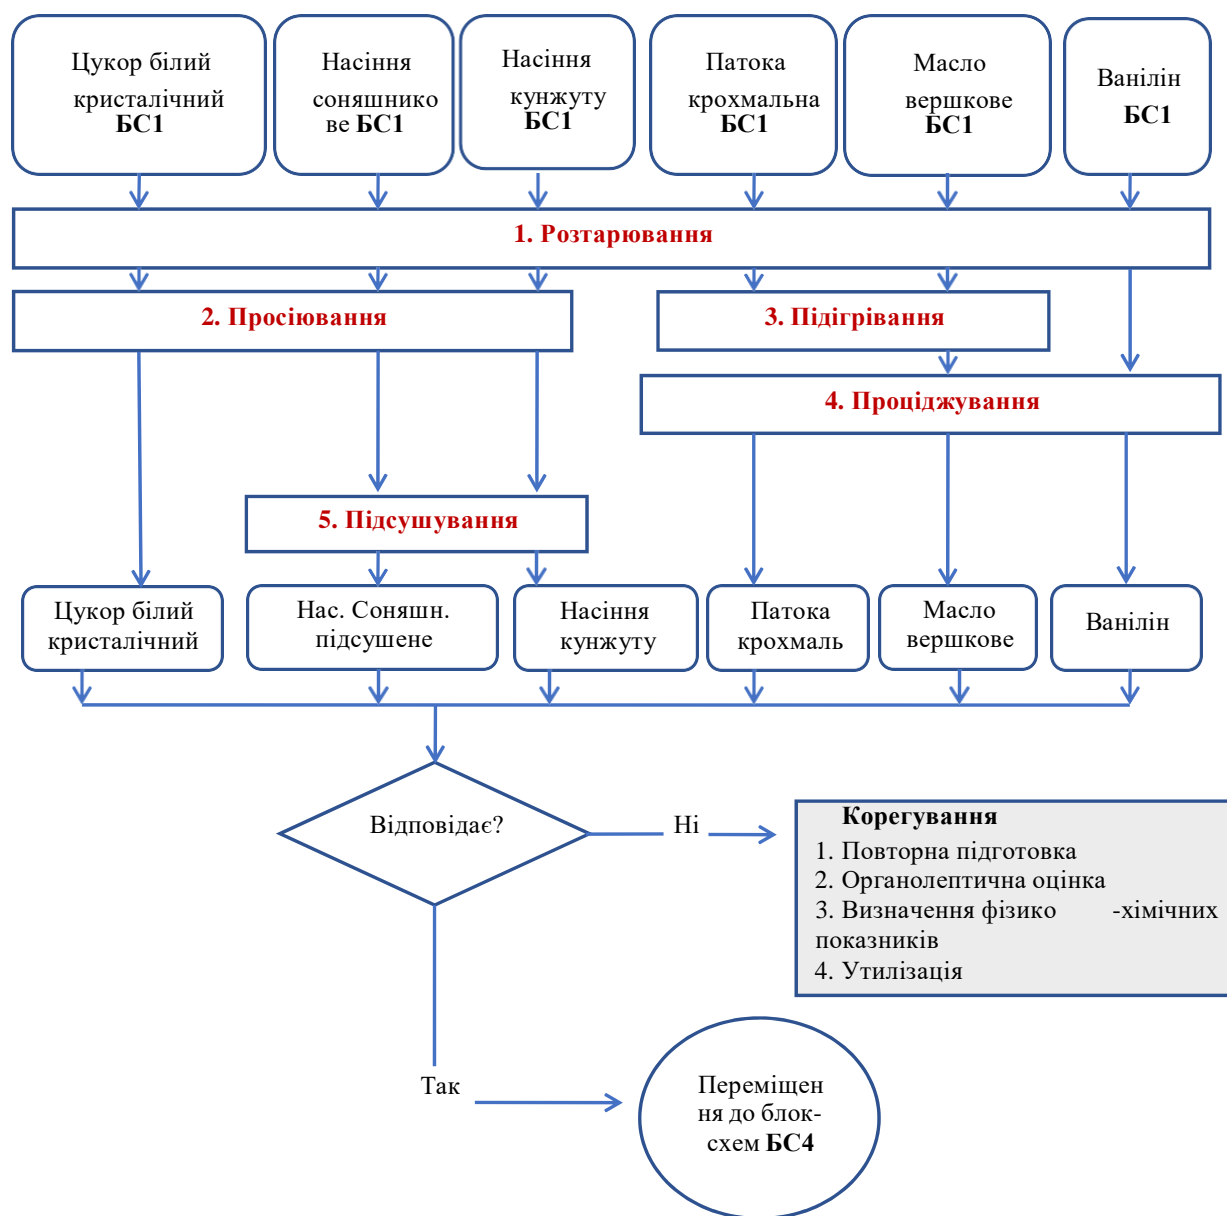 Цукор білий
кристалічний
БС1
Насіння
соняшнико
ве БС1
Насіння
кунжуту
БС1
Патока
крохмальна
БС1
Масло
вершкове
БС1
Ванілін
БС1
1. Розтарювання
2. Просіювання
3. Підігрівання
4. Проціджування
5. Підсушування
Цукор білий
кристалічний
Нас. Соняшн.
підсушене
Насіння
кунжуту
Патока
крохмаль
Масло
вершкове
Ванілін
Відповідає?
Ні
Корегування
1. Повторна підготовка
2. Органолептична оцінка
3. Визначення фізико -хімічних
показників
4. Утилізація
Так
Переміщен
ня до блок-
схем БС4